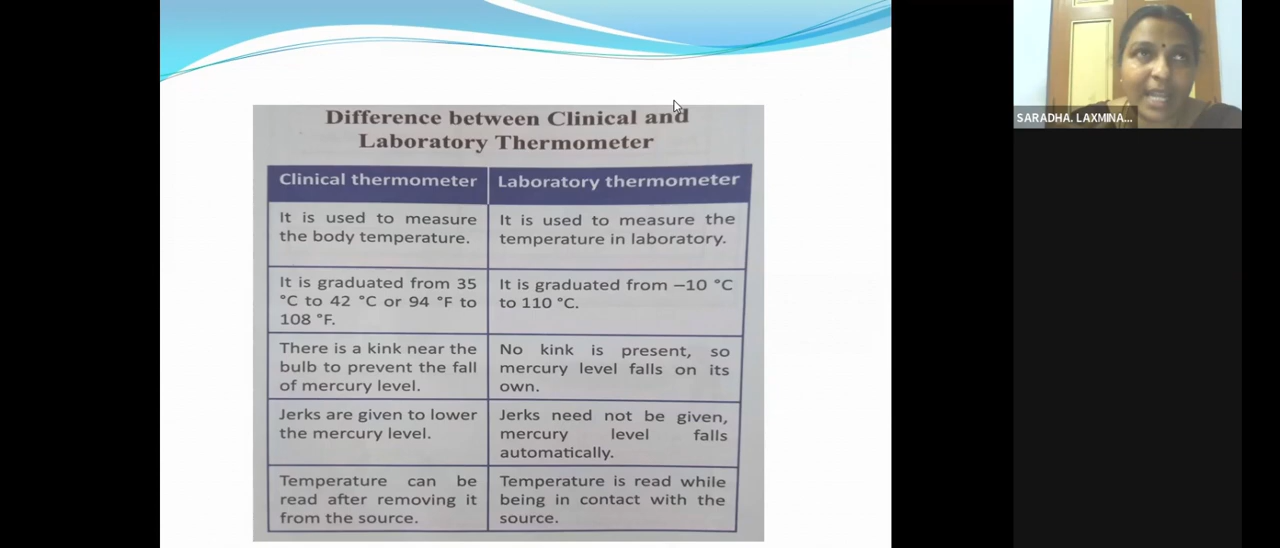 Difference between Clinical and
Laboratory Thermometer
Clinical thermometer
Laboratory thermometer
It is used to measure
the body temperature.
It is used to measure the
temperature in laboratory.
It is graduated from 35
°C to 42 °C or 94 °F to
108 °F.
It is graduated from –10 °C
to 110 °C.
There is a kink near the
bulb to prevent the fall
of mercury level.
No kink is present, so
mercury level falls on its
own.
Jerks are given to lower
the mercury level.
Jerks need not be given,
mercury level falls
automatically.
Temperature can be
read after removing it
from the source.
Temperature is read while
being in contact with the
source.
SARADHA. LAXMINA...